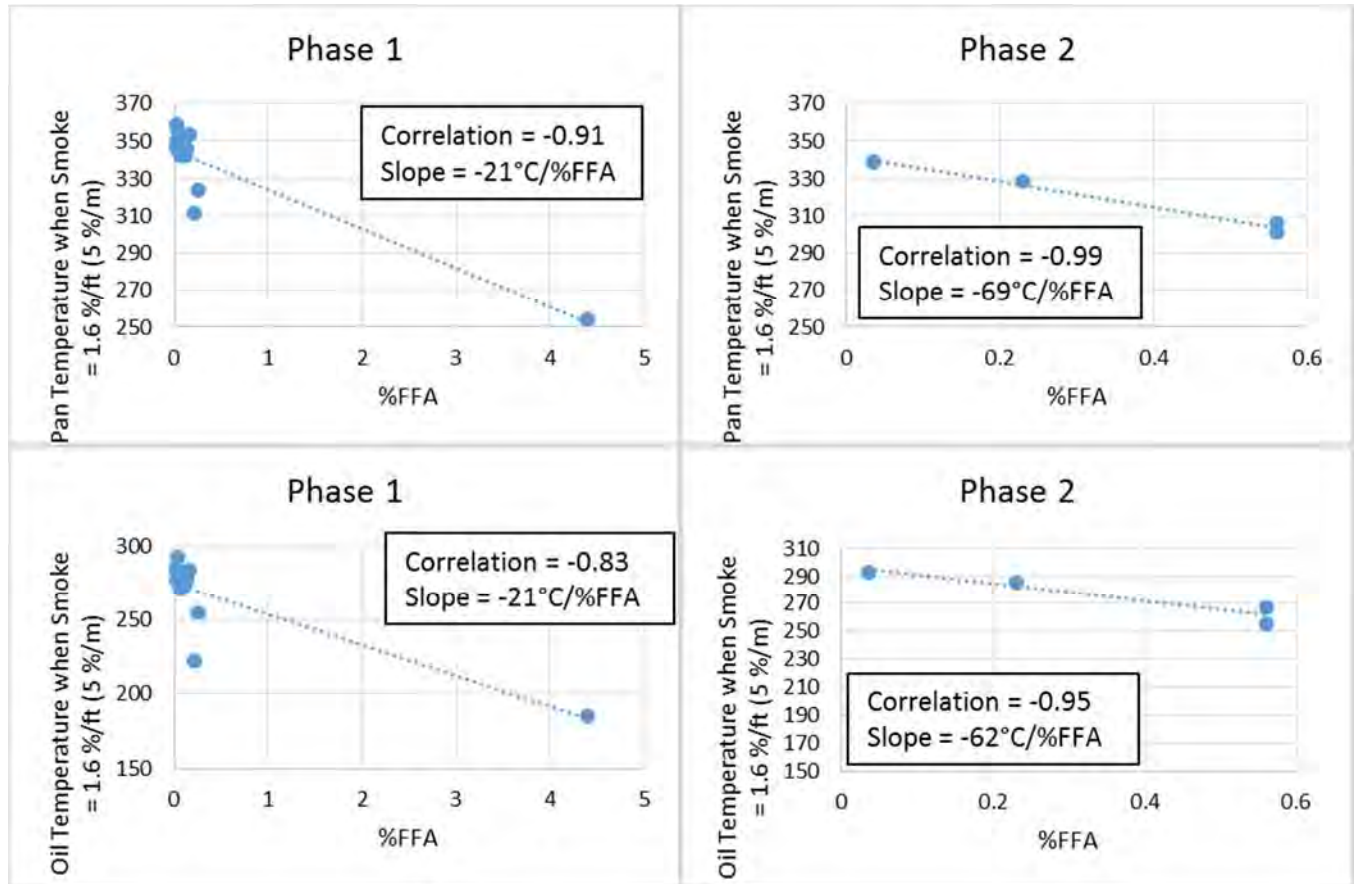 Phase 1
Pan Temperature when Smoke
= 1.6 %/ft (5 %/m)
370
350
330
310
290
270
250
Correlation = -0.91
Slope = -21°C/%FFA
0 1 2 3 4 5
%FFA
Phase 2
Pan Temperature when Smoke
= 1.6 %/ft (5 %/m)
370
350
330
310
290
270
250
Correlation = -0.99
Slope = -69°C/%FFA
0 0.2 0.4 0.6
%FFA
Phase 1
Oil Temperature when Smoke
= 1.6 %/ft (5 %/m)
300
250
200
150
Correlation = -0.83
Slope = -21°C/%FFA
0 1 2 3 4 5
%FFA
Phase 2
Oil Temperature when Smoke
= 1.6 %/ft (5 %/m)
310
290
270
250
230
210
190
170
150
Correlation = -0.95
Slope = -62°C/%FFA
0 0.2 0.4 0.6
%FFA